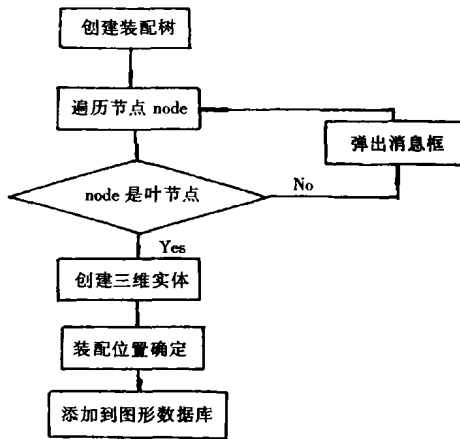 创建装配树
遍历节点 node
弹出消息框
node 是叶节点
No
Yes
创建三维实体
装配位置确定
添加到图形数据库